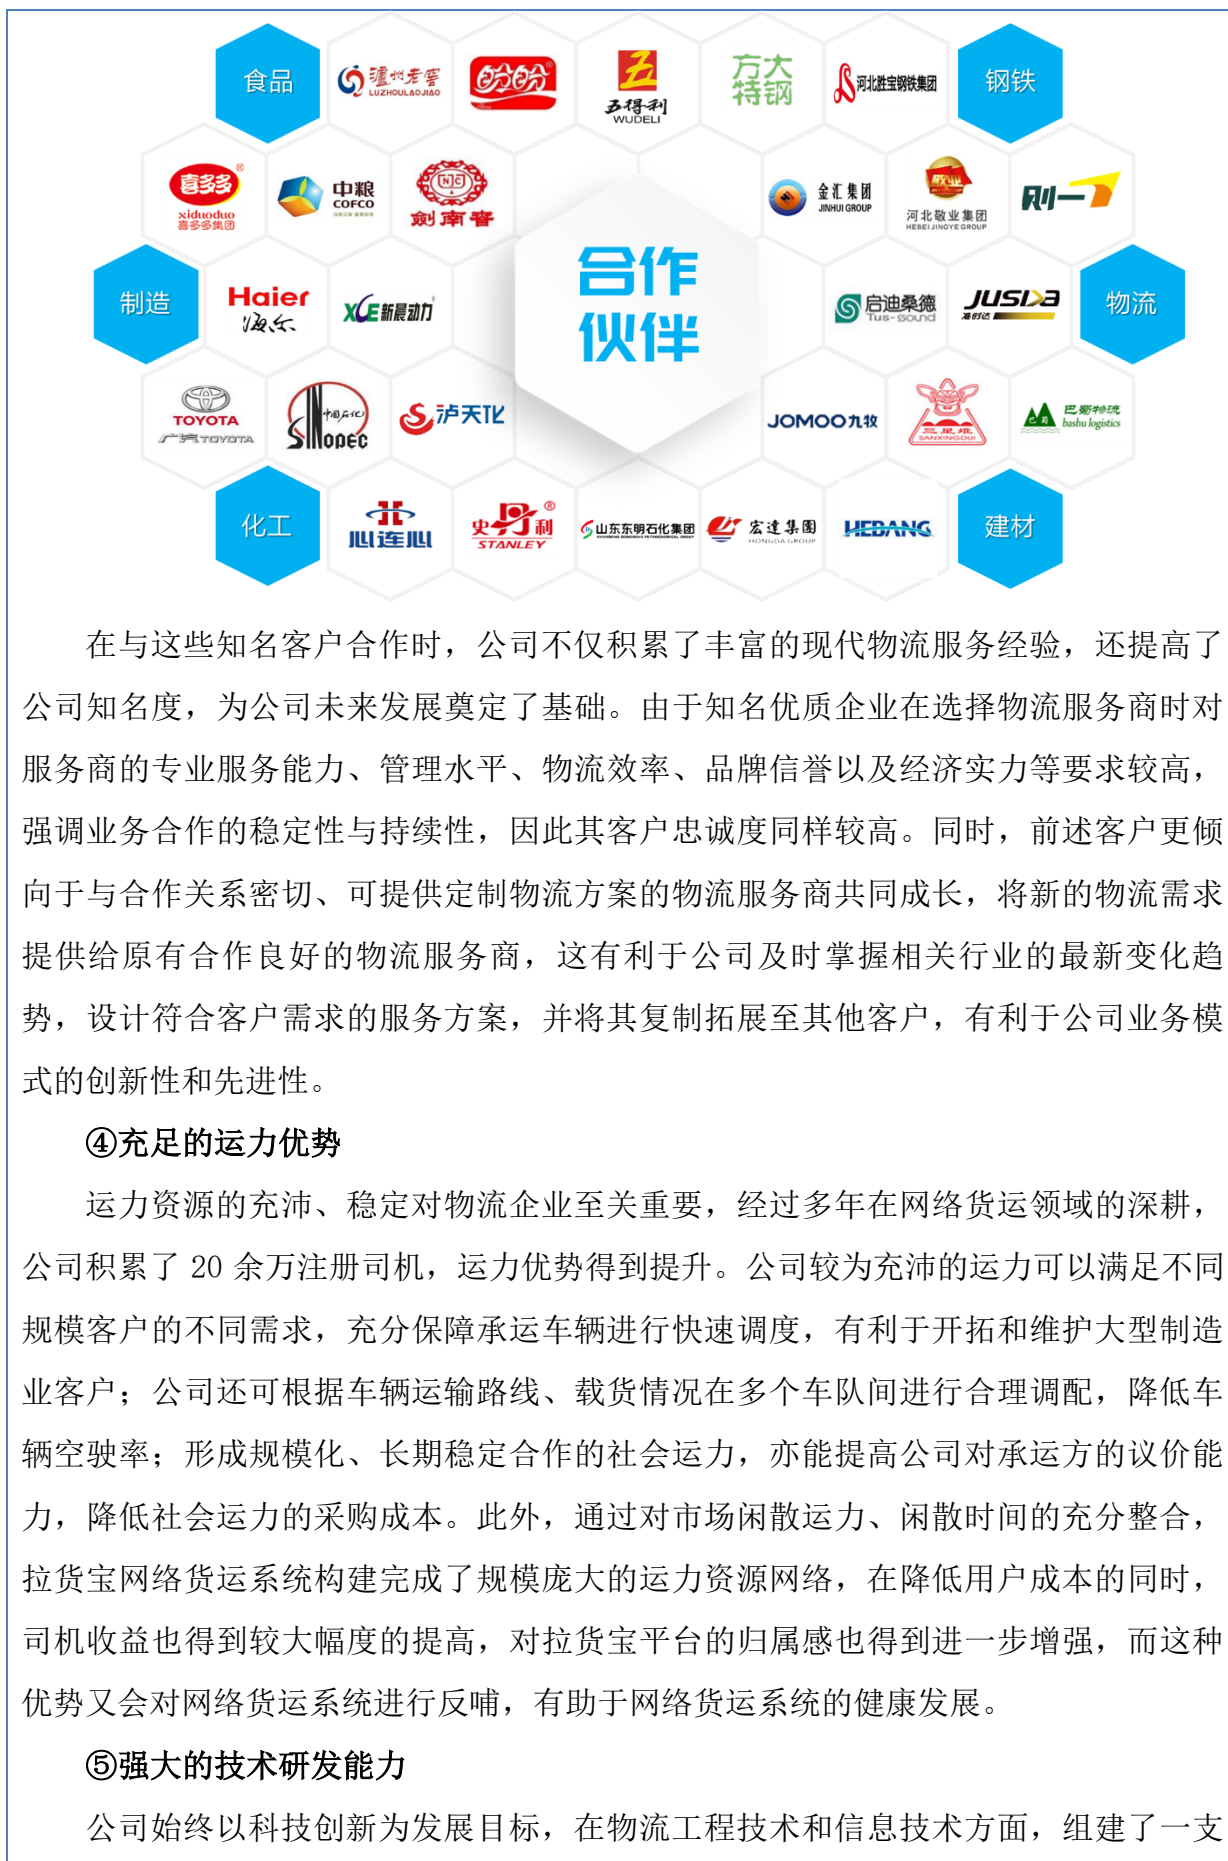 食品
泸州老窖
LUZHOULAOJIAO
盼盼
五
五得利
WUDELI
方大
特钢
河北胜宝钢铁集团
钢铁
喜多多
xiduoduo
喜多多集团
中粮
COFCO
NJC
劍南春
合作
伙伴
金汇集团
JINHUI GROUP
敬业
河北敬业集团
HEBEI JINGYE GROUP
刚一
制造
Haier
海尔
XCE新晨动力
启迪桑德
Tus-Sound
JUSDA
准时达
物流
TOYOTA
广汽TOYOTA
中国石化
SINOPEC
泸天化
JOMOO九牧
三星堆
SANXINGDUI
巴蜀
巴蜀物流
bashu logistics
化工
心连心
史丹利
STANLEY
山东东明石化集团
SHANDONG DONGMING PETROCHEMICAL GROUP
宏達集團
HONGDA GROUP
HEBANG
建材
在与这些知名客户合作时，公司不仅积累了丰富的现代物流服务经验，还提高了
公司知名度，为公司未来发展奠定了基础。由于知名优质企业在选择物流服务商时对
服务商的专业服务能力、管理水平、物流效率、品牌信誉以及经济实力等要求较高，
强调业务合作的稳定性与持续性，因此其客户忠诚度同样较高。同时，前述客户更倾
向于与合作关系密切、可提供定制物流方案的物流服务商共同成长，将新的物流需求
提供给原有合作良好的物流服务商，这有利于公司及时掌握相关行业的最新变化趋
势，设计符合客户需求的服务方案，并将其复制拓展至其他客户，有利于公司业务模
式的创新性和先进性。
④充足的运力优势
运力资源的充沛、稳定对物流企业至关重要，经过多年在网络货运领域的深耕，
公司积累了 20 余万注册司机，运力优势得到提升。公司较为充沛的运力可以满足不同
规模客户的不同需求，充分保障承运车辆进行快速调度，有利于开拓和维护大型制造
业客户；公司还可根据车辆运输路线、载货情况在多个车队间进行合理调配，降低车
辆空驶率；形成规模化、长期稳定合作的社会运力，亦能提高公司对承运方的议价能
力，降低社会运力的采购成本。此外，通过对市场闲散运力、闲散时间的充分整合，
拉货宝网络货运系统构建完成了规模庞大的运力资源网络，在降低用户成本的同时，
司机收益也得到较大幅度的提高，对拉货宝平台的归属感也得到进一步增强，而这种
优势又会对网络货运系统进行反哺，有助于网络货运系统的健康发展。
⑤强大的技术研发能力
公司始终以科技创新为发展目标，在物流工程技术和信息技术方面，组建了一支